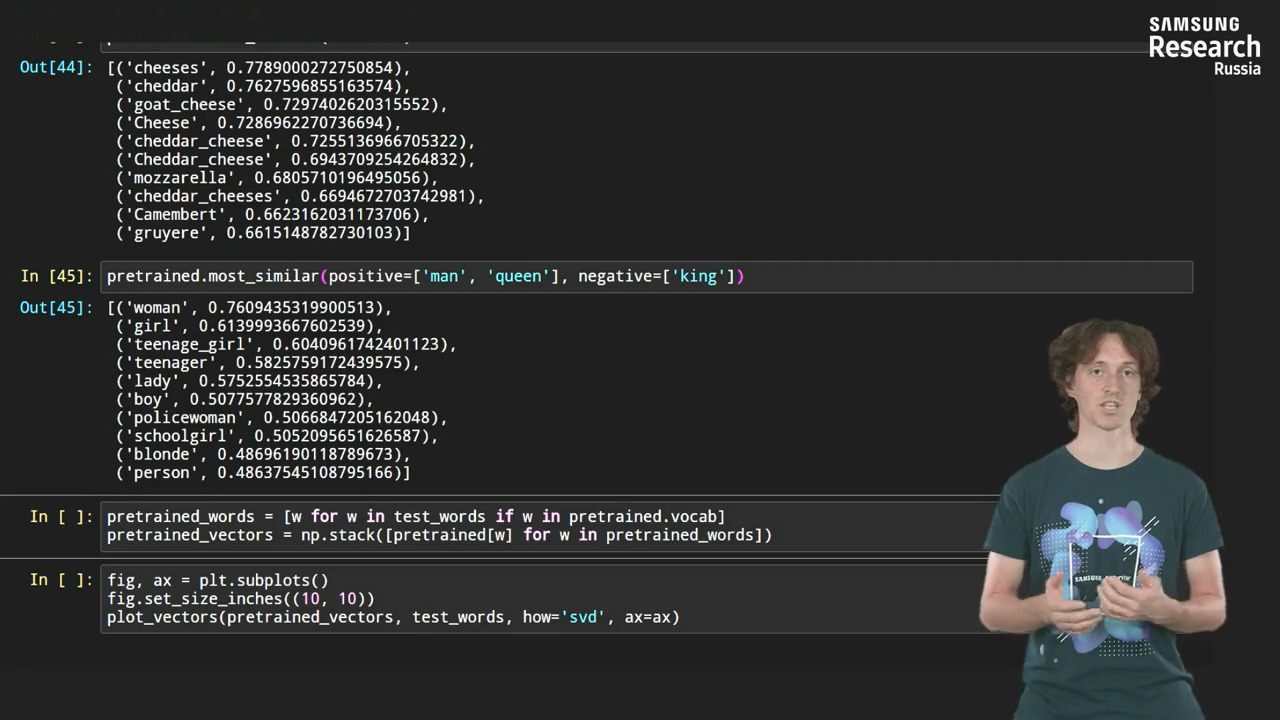 SAMSUNG
Research
Russia
Out[44]: [('cheeses', 0.7789000272750854),
('cheddar', 0.7627596855163574),
('goat_cheese', 0.7297402620315552),
('Cheese', 0.7286962270736694),
('cheddar_cheese', 0.7255136966705322),
('Cheddar_cheese', 0.6943709254264832),
('mozzarella', 0.6805710196495056),
('cheddar_cheeses', 0.6694672703742981),
('Camembert', 0.6623162031173706),
('gruyere', 0.6615148782730103)]
In [45]: pretrained.most_similar(positive=['man', 'queen'], negative=['king'])
Out[45]: [('woman', 0.7609435319900513),
('girl', 0.6139993667602539),
('teenage_girl', 0.6040961742401123),
('teenager', 0.5825759172439575),
('lady', 0.5752554535865784),
('boy', 0.5077577829360962),
('policewoman', 0.5066847205162048),
('schoolgirl', 0.5052095651626587),
('blonde', 0.48696190118789673),
('person', 0.48637545108795166)]
In [ ]: pretrained_words = [w for w in test_words if w in pretrained.vocab]
pretrained_vectors = np.stack([pretrained[w] for w in pretrained_words])
In [ ]: fig, ax = plt.subplots()
fig.set_size_inches((10, 10))
plot_vectors(pretrained_vectors, test_words, how='svd', ax=ax)
SAMSUNG